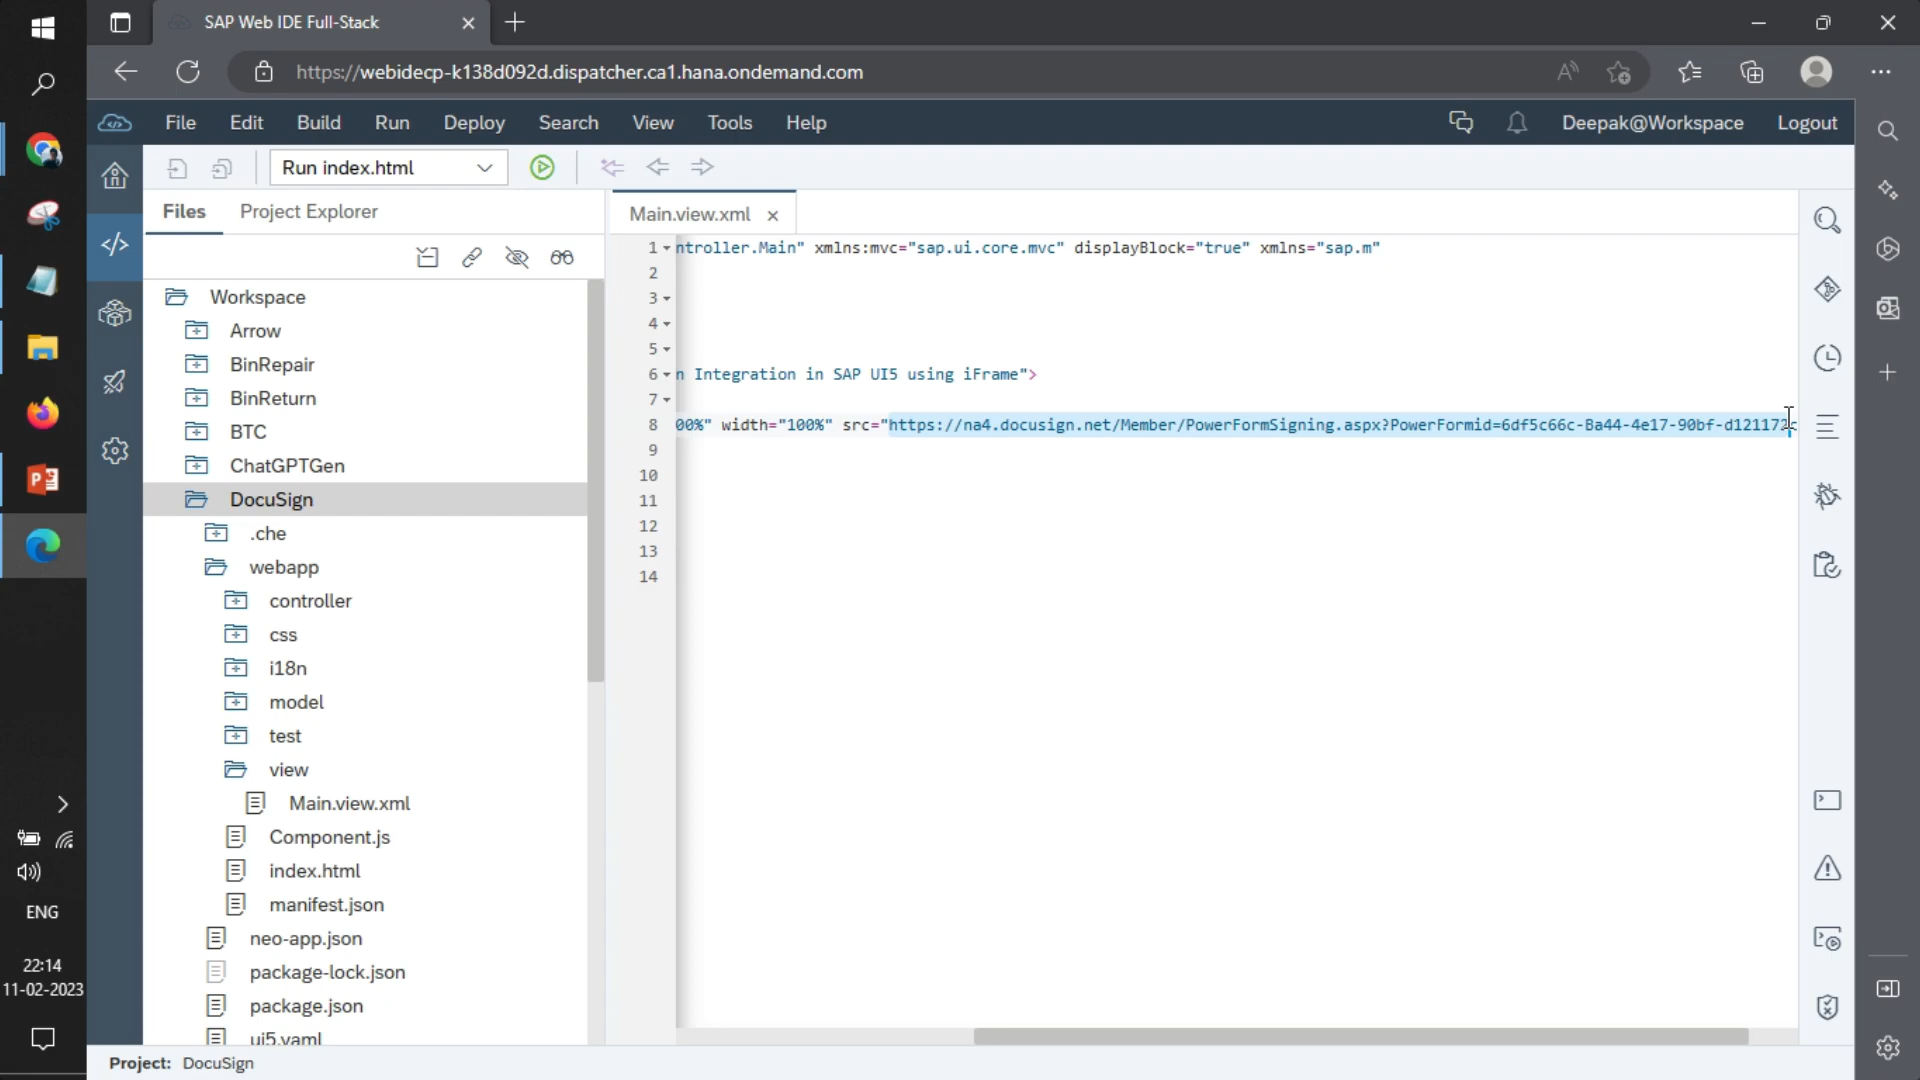 SAP Web IDE Full-Stack
https://webidecp-k138d092d.dispatcher.ca1.hana.ondemand.com
File Edit Build Run Deploy Search View Tools Help Deepak@Workspace Logout
Run index.html
Files Project Explorer
Main.view.xml
Workspace
Arrow
BinRepair
BinReturn
BTC
ChatGPTGen
DocuSign
.che
webapp
controller
css
i18n
model
test
view
Main.view.xml
Component.js
index.html
manifest.json
neo-app.json
package-lock.json
package.json
ui5.yaml
1 ntroller.Main" xmlns:mvc="sap.ui.core.mvc" displayBlock="true" xmlns="sap.m"
2
3
4
5
6 n Integration in SAP UI5 using iFrame">
7
8 00%" width="100%" src="https://na4.docusign.net/Member/PowerFormSigning.aspx?PowerFormid=6df5c66c-8a44-4e17-90bf-d121172c
9
10
11
12
13
14
Project: DocuSign
ENG
22:14
11-02-2023